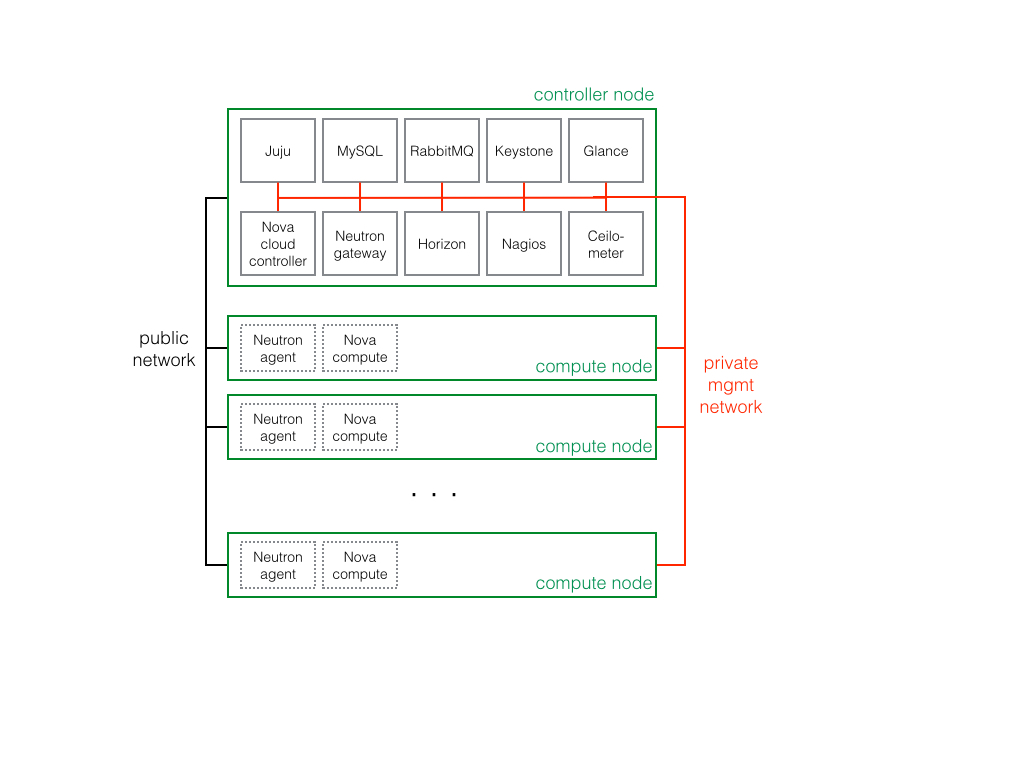 controller node
Juju
MySQL
RabbitMQ
Keystone
Glance
Nova
cloud
controller
Neutron
gateway
Horizon
Nagios
Ceilo-
meter
public
network
Neutron
agent
Nova
compute
compute node
private
mgmt
network
Neutron
agent
Nova
compute
compute node
. . .
Neutron
agent
Nova
compute
compute node